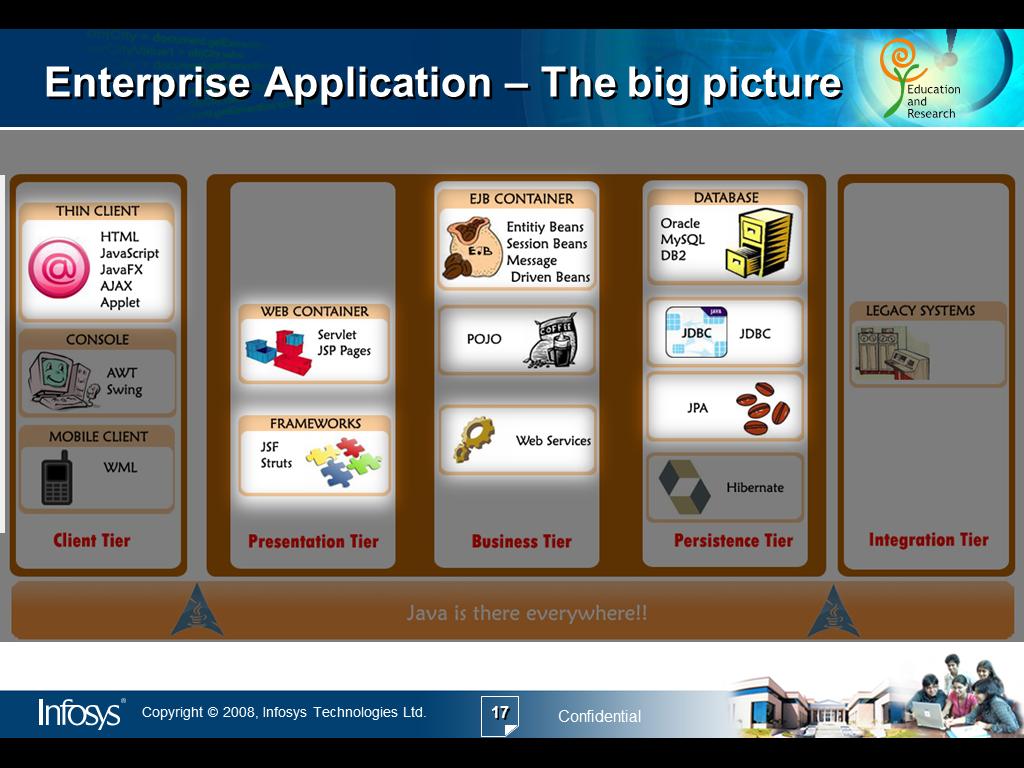 Enterprise Application – The big picture
Education
and
Research
THIN CLIENT
HTML
JavaScript
JavaFX
AJAX
Applet
CONSOLE
AWT
Swing
MOBILE CLIENT
WML
Client Tier
WEB CONTAINER
Servlet
JSP Pages
FRAMEWORKS
JSF
Struts
Presentation Tier
EJB CONTAINER
EJB
Entitiy Beans
Session Beans
Message
Driven Beans
POJO
COFFEE
Web Services
Business Tier
DATABASE
Oracle
MySQL
DB2
JAVA
JDBC
JDBC
JPA
Hibernate
Persistence Tier
LEGACY SYSTEMS
Integration Tier
Java is there everywhere!!
Infosys®
Copyright © 2008, Infosys Technologies Ltd.
17
Confidential